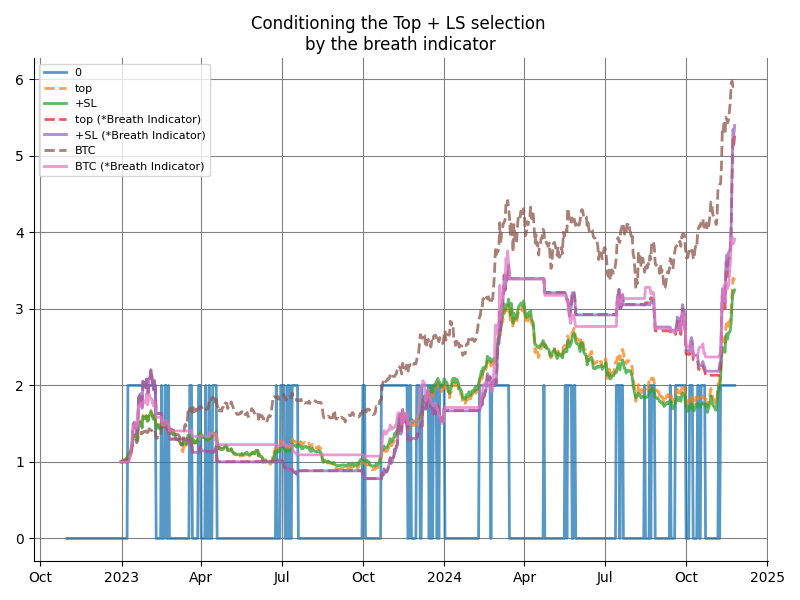 Conditioning the Top + LS selection
by the breath indicator
0
top
+SL
top (*Breath Indicator)
+SL (*Breath Indicator)
BTC
BTC (*Breath Indicator)
6
5
4
3
2
1
0
Oct 2023 Apr Jul Oct 2024 Apr Jul Oct 2025